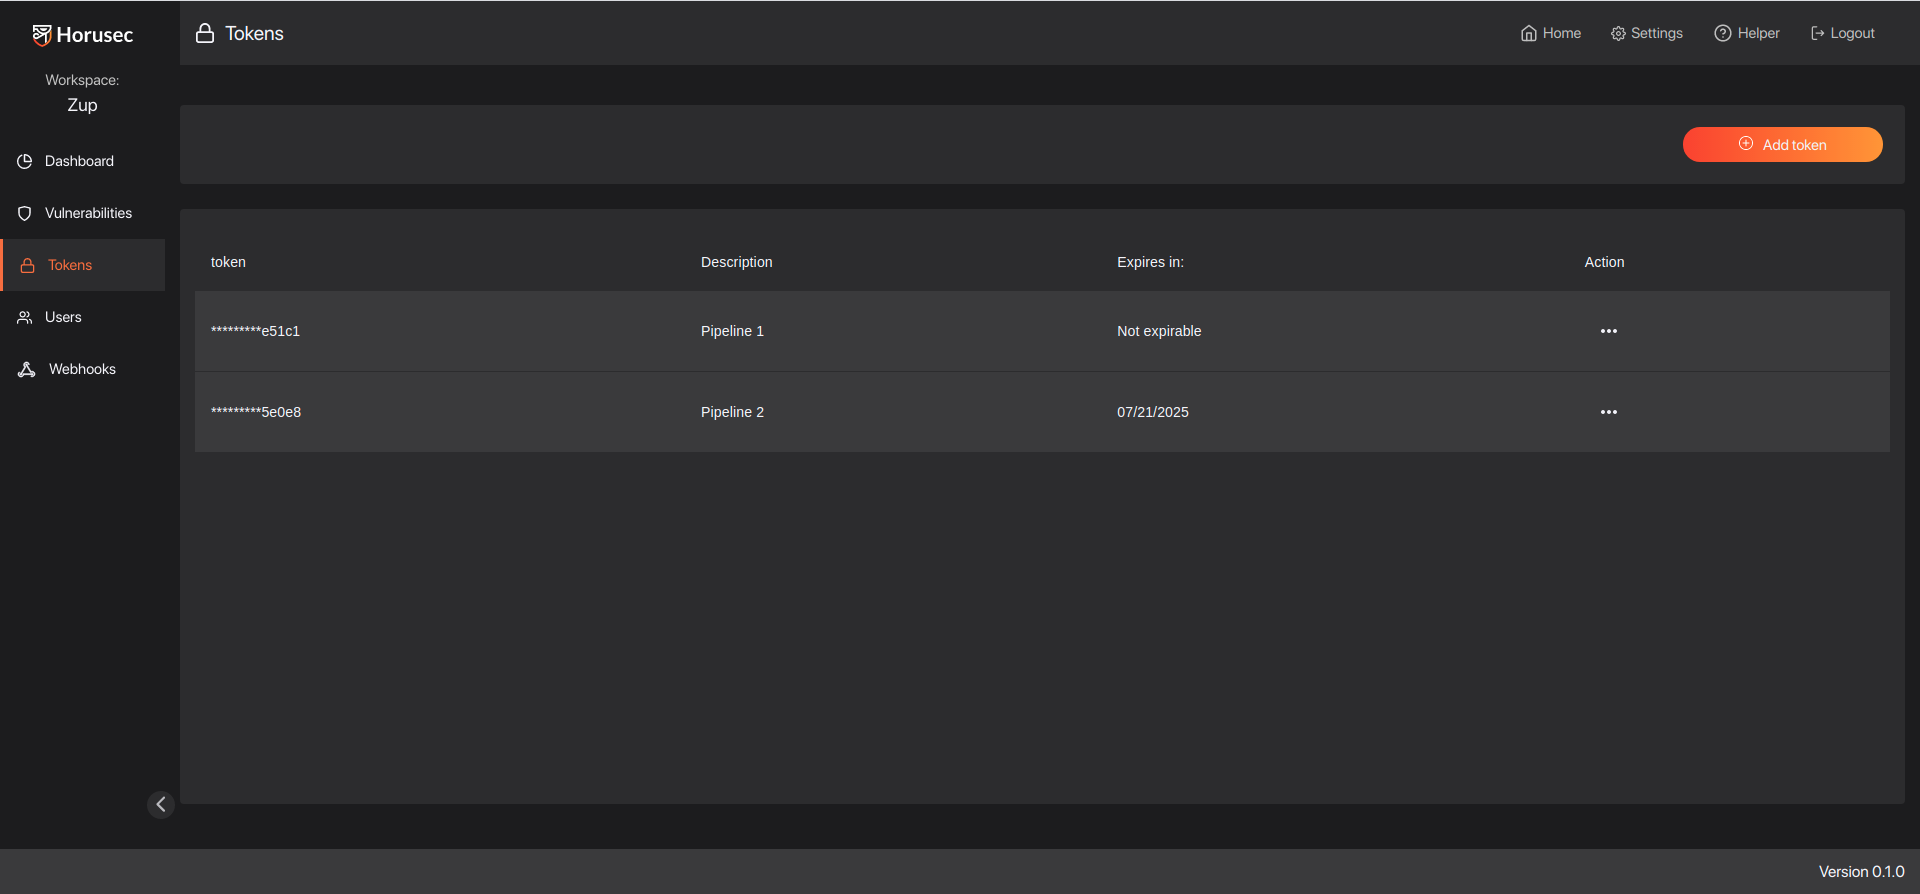 Horusec
Workspace:
Zup
Dashboard
Vulnerabilities
Tokens
Users
Webhooks
Tokens
Home Settings Helper Logout
Add token
token Description Expires in: Action
*********e51c1 Pipeline 1 Not expirable •••
*********5e0e8 Pipeline 2 07/21/2025 •••
Version 0.1.0